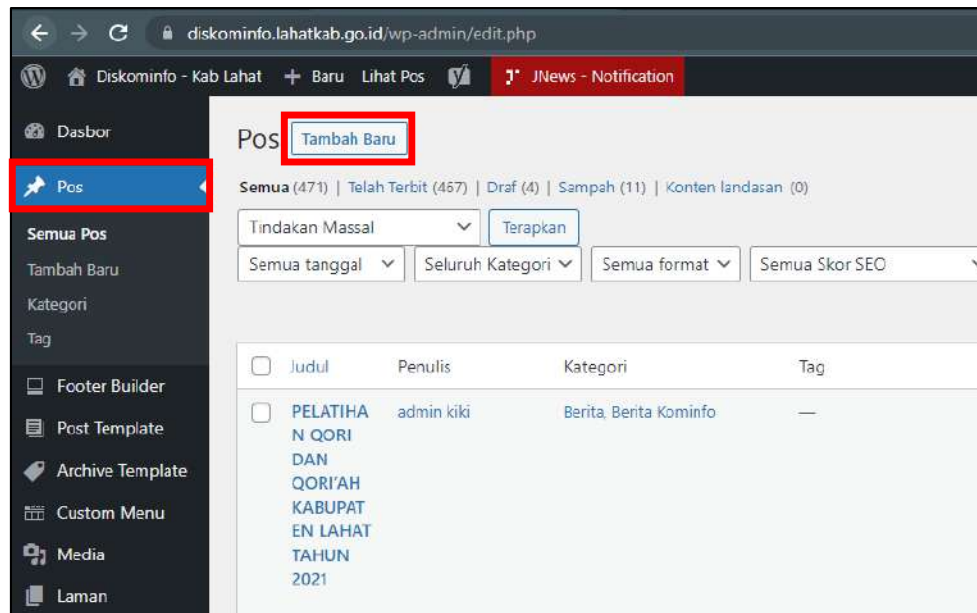 diskominfo.lahatkab.go.id/wp-admin/edit.php
Diskominfo - Kab Lahat + Baru Lihat Pos JNews - Notification
Dasbor
Pos
Semua Pos
Tambah Baru
Kategori
Tag
Footer Builder
Post Template
Archive Template
Custom Menu
Media
Laman
Pos Tambah Baru
Semua (471) | Telah Terbit (467) | Draf (4) | Sampah (11) | Konten landasan (0)
Tindakan Massal Terapkan
Semua tanggal Seluruh Kategori Semua format Semua Skor SEO
Judul Penulis Kategori Tag
PELATIHA admin kiki Berita, Berita Kominfo —
N QORI
DAN
QORI'AH
KABUPAT
EN LAHAT
TAHUN
2021